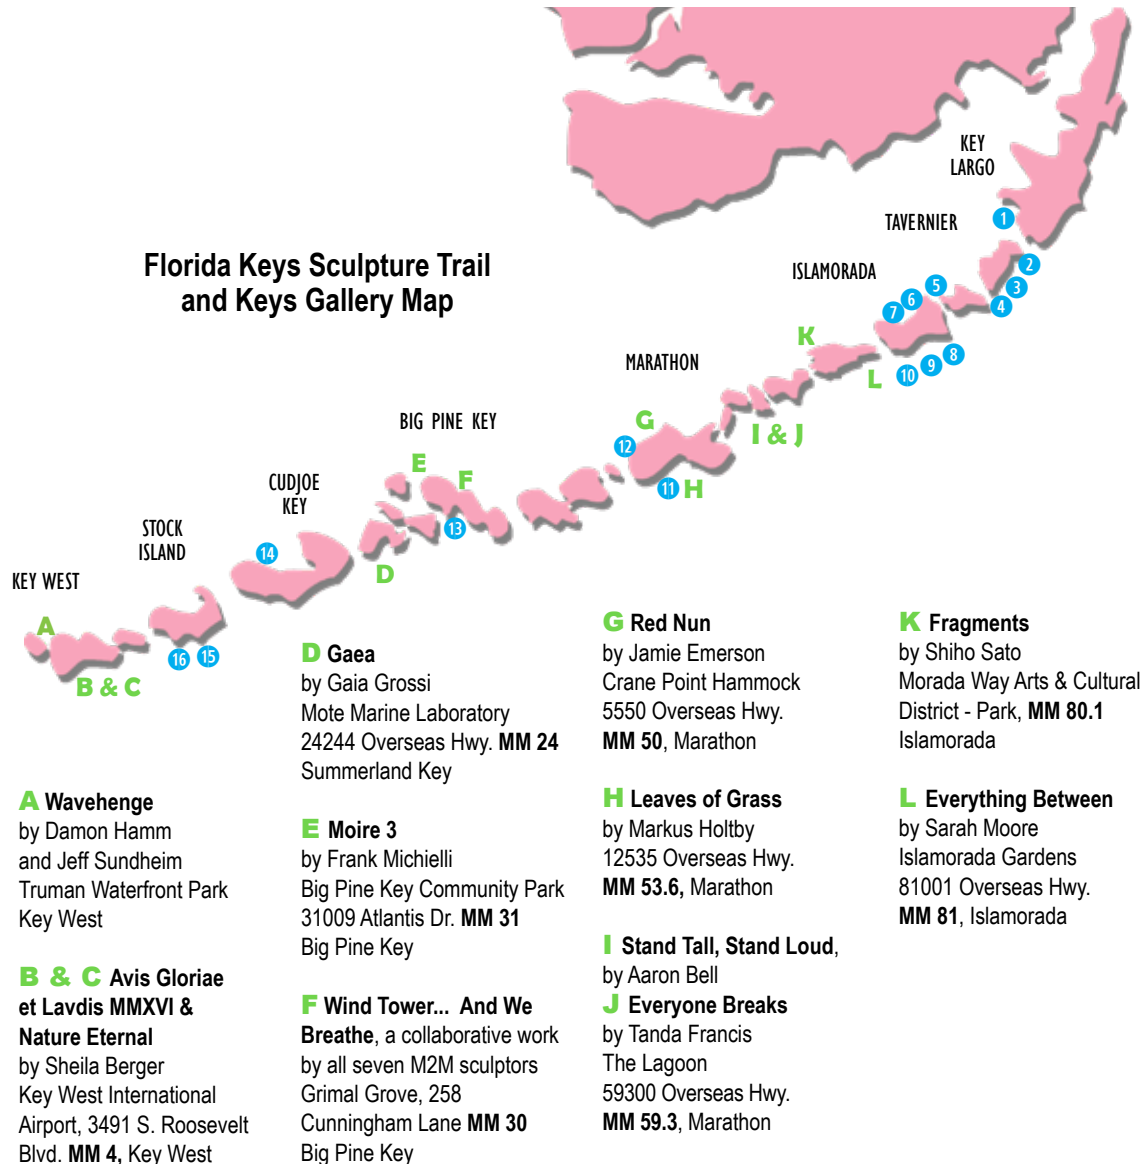 KEY
LARGO
1
TAVERNIER
2
3
4
ISLAMORADA
5
6
7
8
9
10
Florida Keys Sculpture Trail
and Keys Gallery Map
K
L
MARATHON
I & J
G
12
11
H
BIG PINE KEY
E
F
13
D
CUDJOE
KEY
14
STOCK
ISLAND
16
15
KEY WEST
A
B & C
A Wavehenge
by Damon Hamm
and Jeff Sundheim
Truman Waterfront Park
Key West
B & C Avis Gloriae
et Lavdis MMXVI &
Nature Eternal
by Sheila Berger
Key West International
Airport, 3491 S. Roosevelt
Blvd. MM 4, Key West
D Gaea
by Gaia Grossi
Mote Marine Laboratory
24244 Overseas Hwy. MM 24
Summerland Key
E Moire 3
by Frank Michielli
Big Pine Key Community Park
31009 Atlantis Dr. MM 31
Big Pine Key
F Wind Tower... And We
Breathe, a collaborative work
by all seven M2M sculptors
Grimal Grove, 258
Cunningham Lane MM 30
Big Pine Key
G Red Nun
by Jamie Emerson
Crane Point Hammock
5550 Overseas Hwy.
MM 50, Marathon
H Leaves of Grass
by Markus Holtby
12535 Overseas Hwy.
MM 53.6, Marathon
I Stand Tall, Stand Loud,
by Aaron Bell
J Everyone Breaks
by Tanda Francis
The Lagoon
59300 Overseas Hwy.
MM 59.3, Marathon
K Fragments
by Shiho Sato
Morada Way Arts & Cultural
District - Park, MM 80.1
Islamorada
L Everything Between
by Sarah Moore
Islamorada Gardens
81001 Overseas Hwy.
MM 81, Islamorada